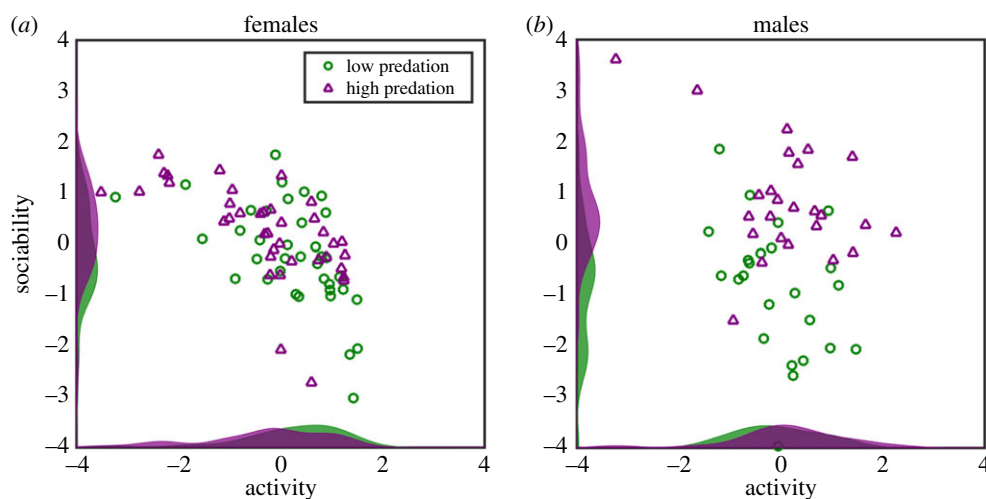 (a) females
4
3
2
1
0
–1
–2
–3
–4
sociability
low predation
high predation
–4 –2 0 2 4
activity
(b) males
4
3
2
1
0
–1
–2
–3
–4
–4 –2 0 2 4
activity